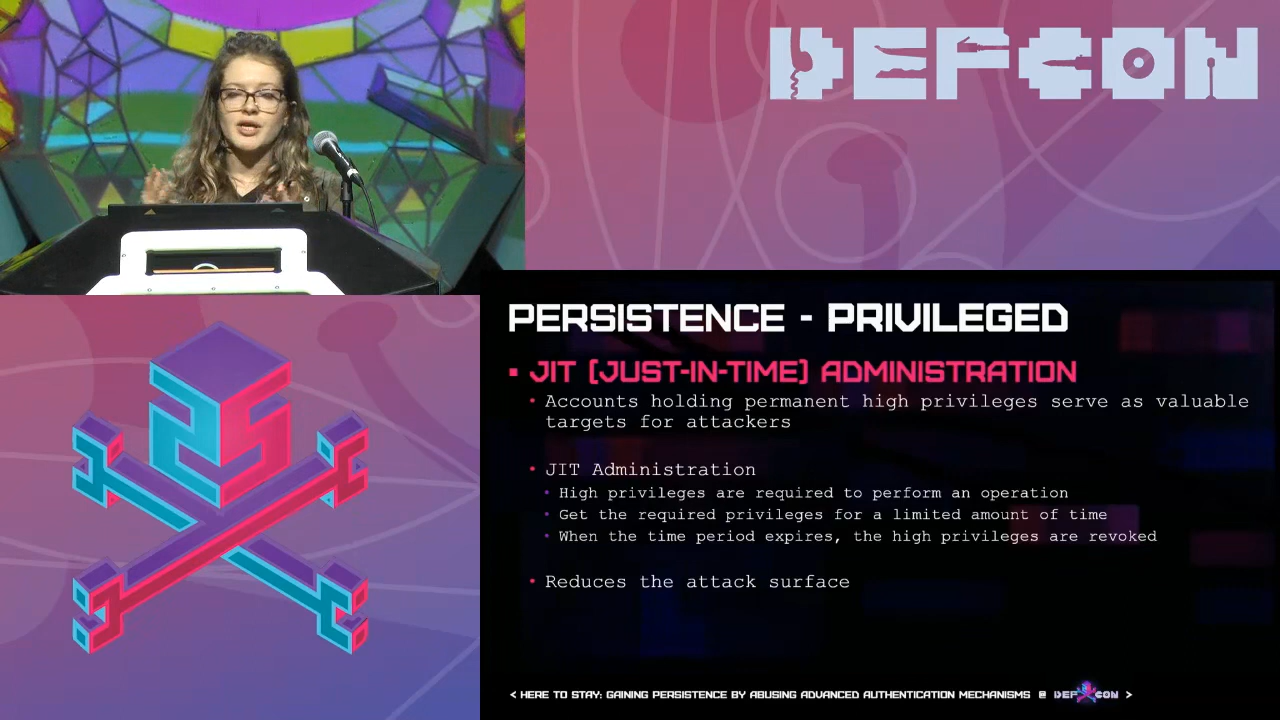 DEFCON
PERSISTENCE - PRIVILEGED
▪ JIT [JUST-IN-TIME] ADMINISTRATION
• Accounts holding permanent high privileges serve as valuable
targets for attackers
• JIT Administration
• High privileges are required to perform an operation
• Get the required privileges for a limited amount of time
• When the time period expires, the high privileges are revoked
• Reduces the attack surface
< HERE TO STAY: GAINING PERSISTENCE BY ABUSING ADVANCED AUTHENTICATION MECHANISMS @ DEF CON >